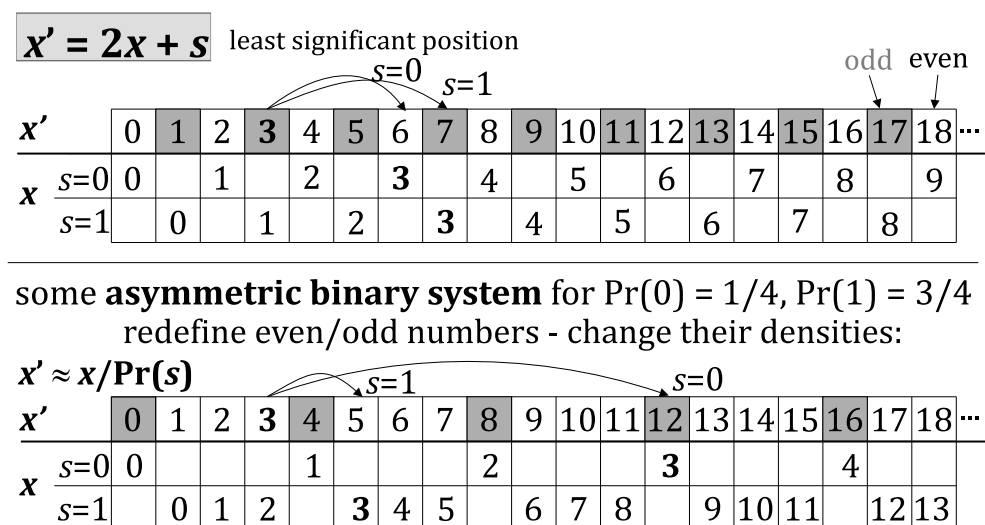 x' = 2x + s least significant position
s=0
s=1
odd even
x' 0 1 2 3 4 5 6 7 8 9 10 11 12 13 14 15 16 17 18 ···
x
s=0 0 1 2 3 4 5 6 7 8 9
s=1 0 1 2 3 4 5 6 7 8
some asymmetric binary system for Pr(0) = 1/4, Pr(1) = 3/4
redefine even/odd numbers - change their densities:
x' ≈ x/Pr(s)
s=1 s=0
x' 0 1 2 3 4 5 6 7 8 9 10 11 12 13 14 15 16 17 18 ···
x
s=0 0 1 2 3 4
s=1 0 1 2 3 4 5 6 7 8 9 10 11 12 13